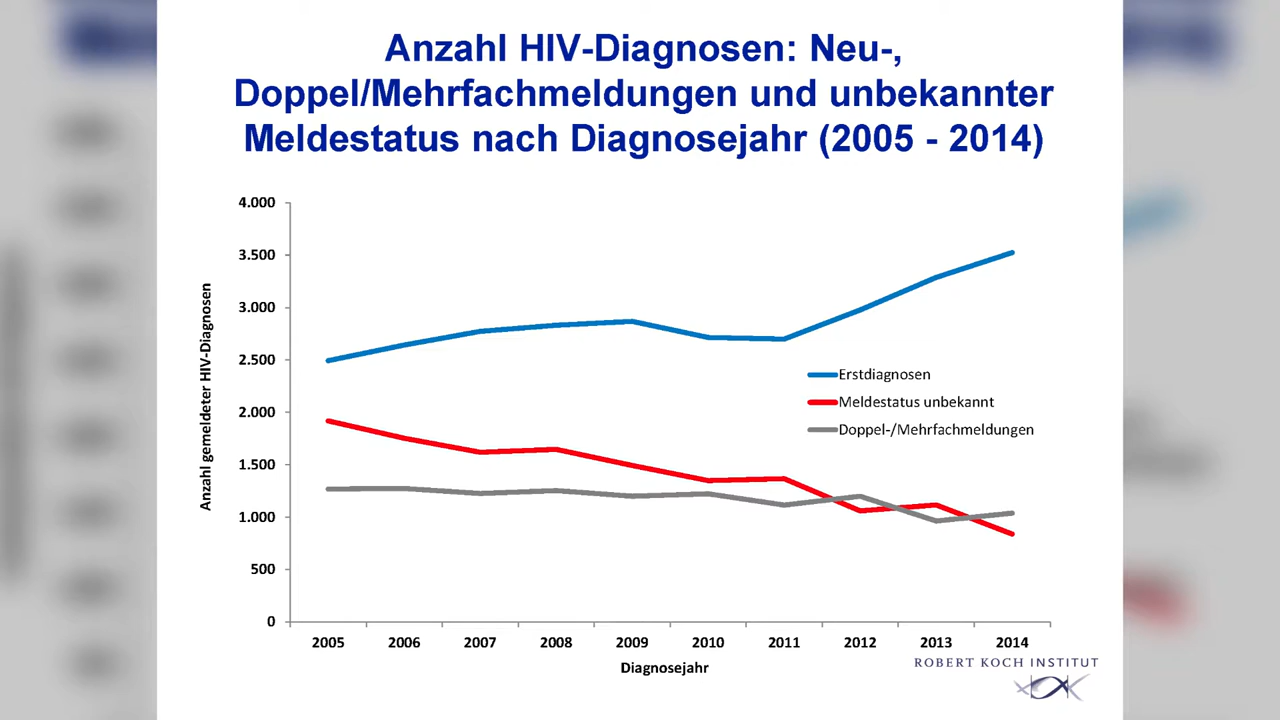 Anzahl HIV-Diagnosen: Neu-,
Doppel/Mehrfachmeldungen und unbekannter
Meldestatus nach Diagnosejahr (2005 - 2014)
Anzahl gemeldeter HIV-Diagnosen
4.000
3.500
3.000
2.500
2.000
1.500
1.000
500
0
Erstdiagnosen
Meldestatus unbekannt
Doppel-/Mehrfachmeldungen
2005 2006 2007 2008 2009 2010 2011 2012 2013 2014
Diagnosejahr
ROBERT KOCH INSTITUT